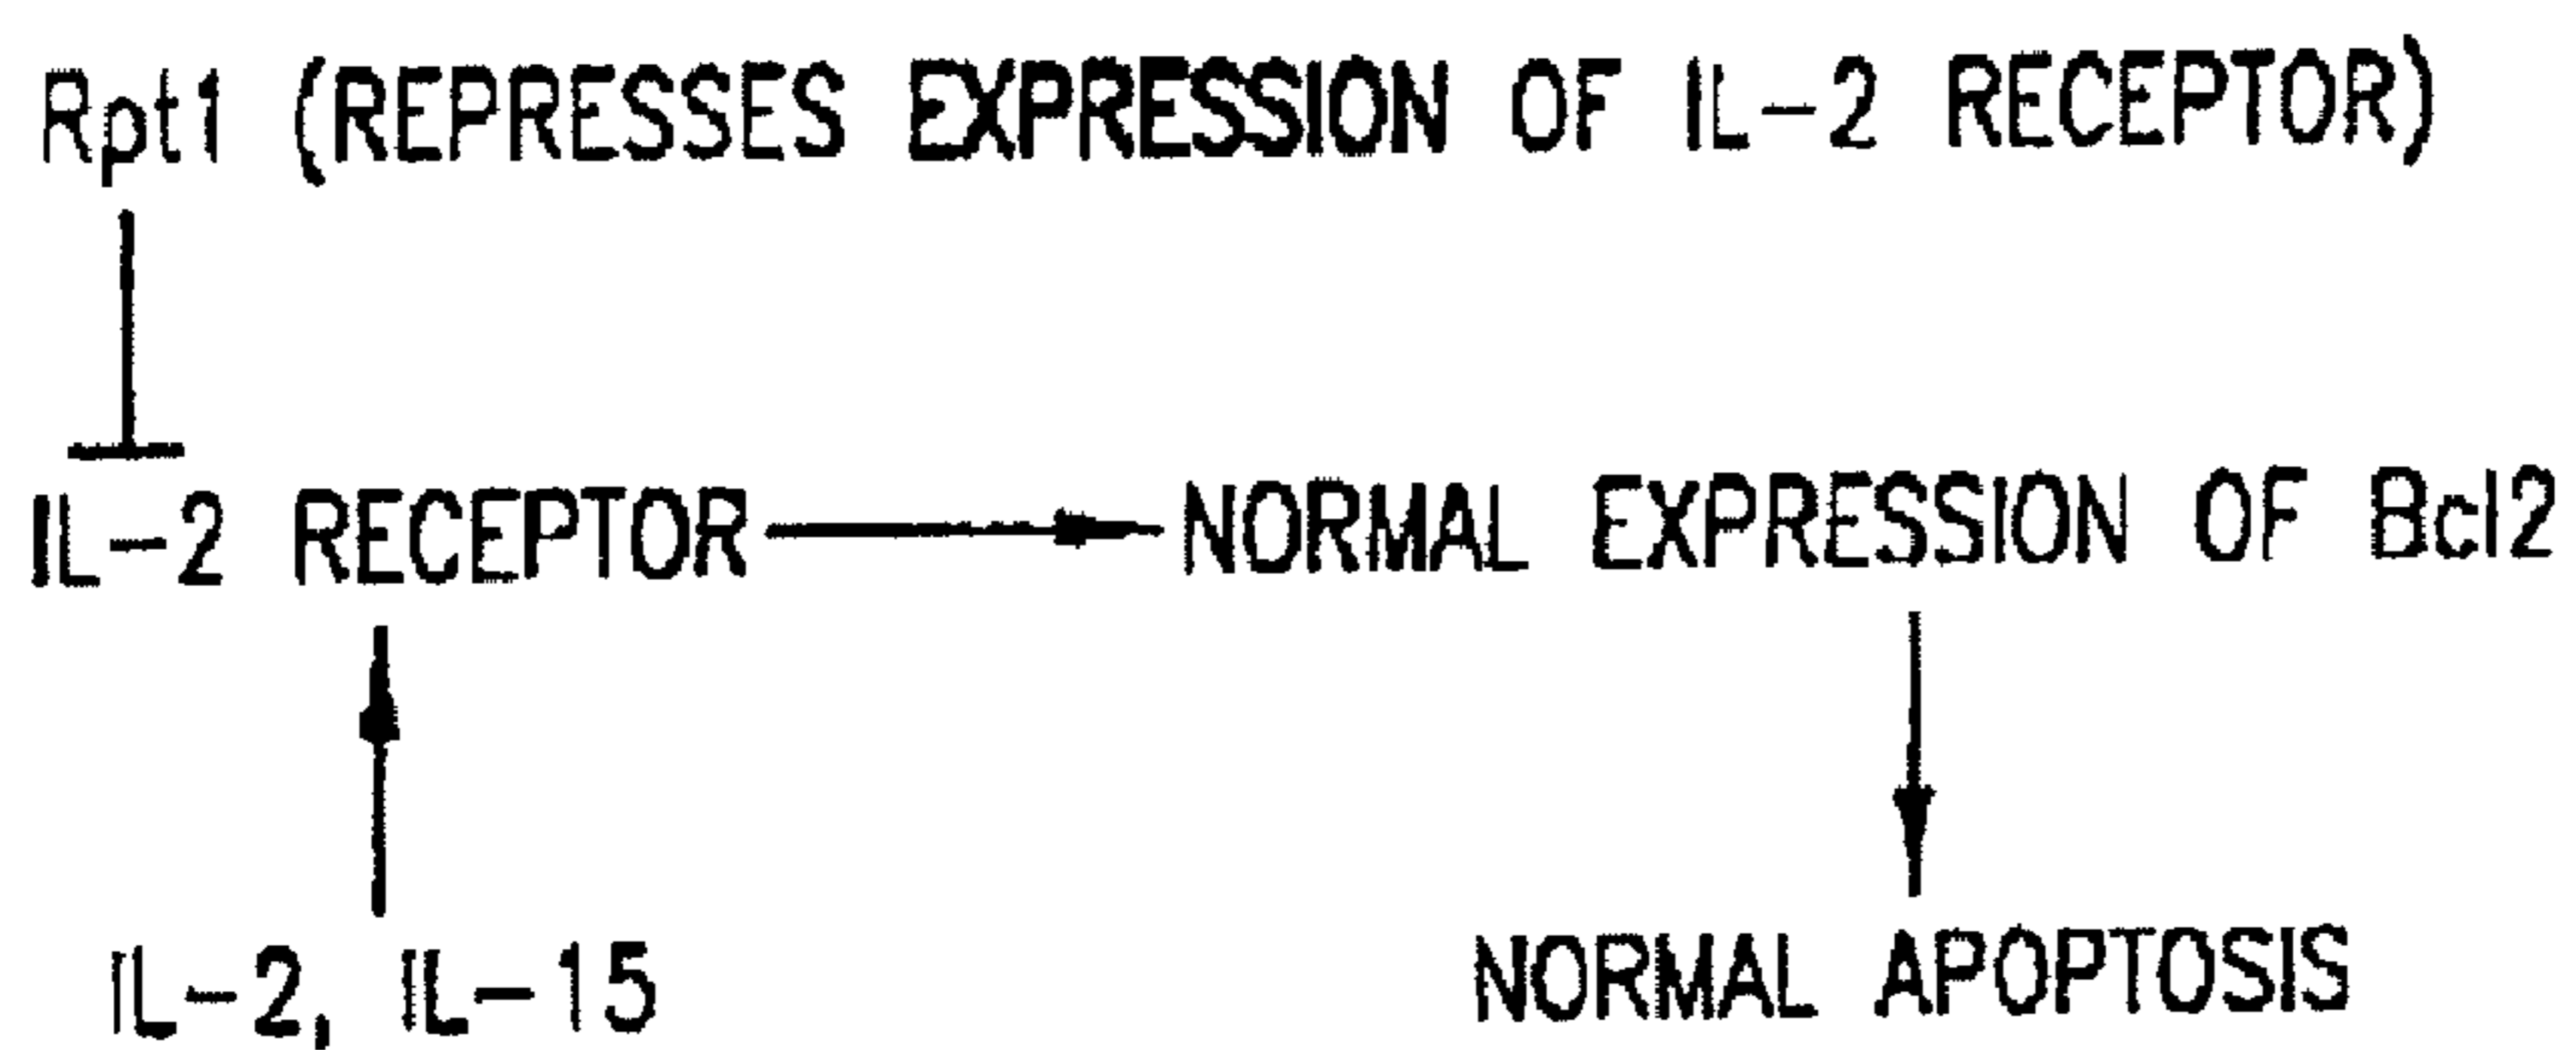 Rpt1 (REPRESSES EXPRESSION OF IL-2 RECEPTOR)
IL-2 RECEPTOR
NORMAL EXPRESSION OF Bcl2
IL-2, IL-15
NORMAL APOPTOSIS